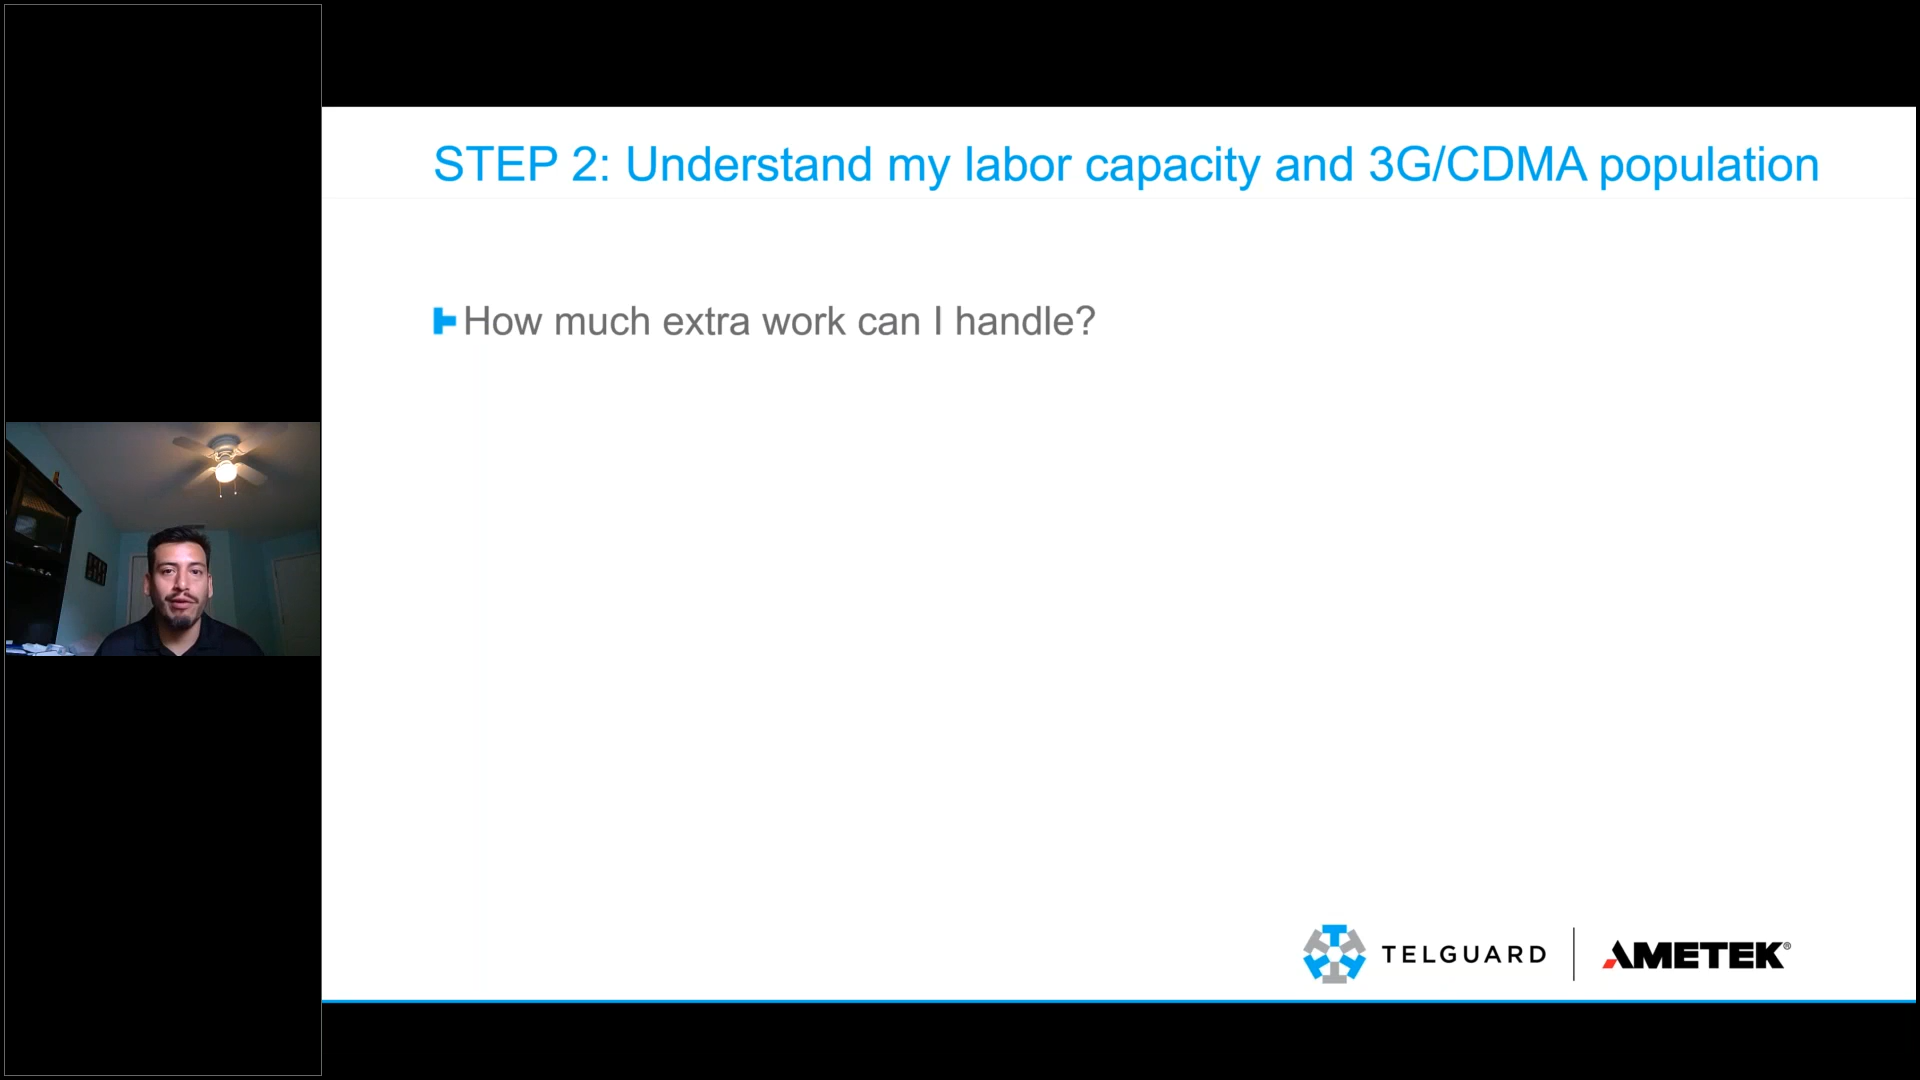 STEP 2: Understand my labor capacity and 3G/CDMA population
How much extra work can I handle?
TELGUARD
AMETEK®